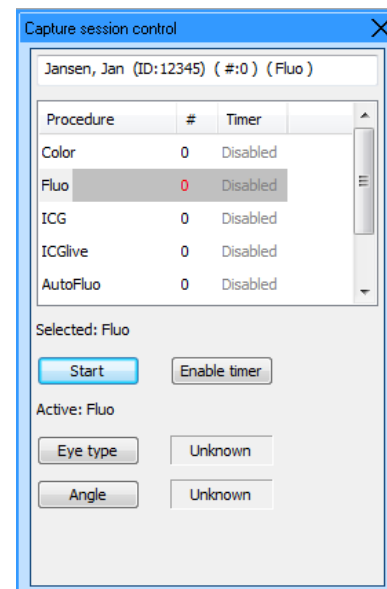 Capture session control
Jansen, Jan (ID:12345) ( #:0 ) ( Fluo )
Procedure # Timer
Color 0 Disabled
Fluo 0 Disabled
ICG 0 Disabled
ICGlive 0 Disabled
AutoFluo 0 Disabled
Selected: Fluo
Start Enable timer
Active: Fluo
Eye type Unknown
Angle Unknown